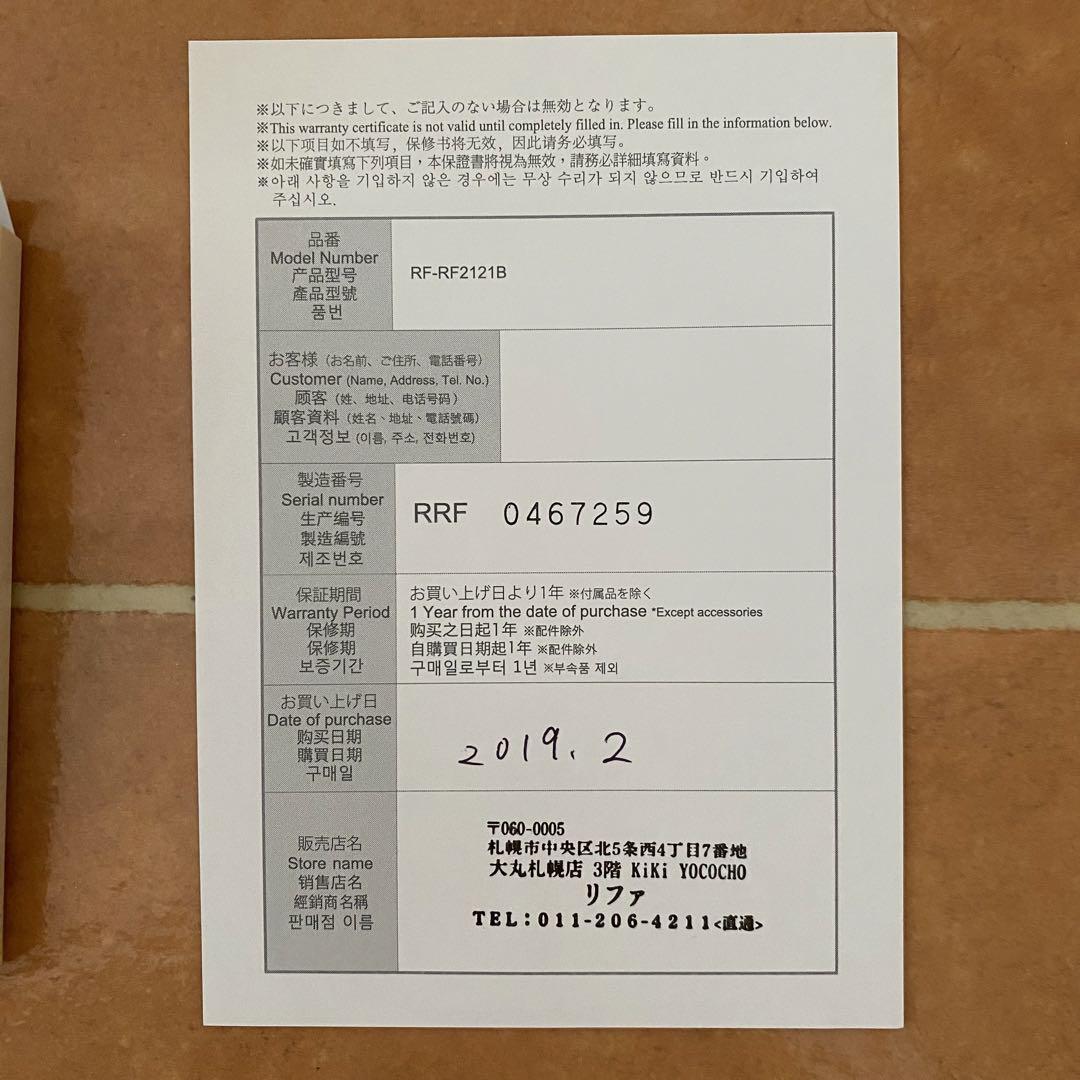 ※以下につきまして、ご記入のない場合は無効となります。
※This warranty certificate is not valid until completely filled in. Please fill in the information below.
※以下项目如不填写，保修书将无效，因此请务必填写。
※如未確實填寫下列項目，本保證書將視為無效，請務必詳細填寫資料。
※아래 사항을 기입하지 않은 경우에는 무상 수리가 되지 않으므로 반드시 기입하여
주십시오.
品番
Model Number
产品型号
產品型號
품번
RF-RF2121B
お客様（お名前、ご住所、電話番号）
Customer (Name, Address, Tel. No.)
顾客（姓、地址、电话号码）
顧客資料（姓名、地址、電話號碼）
고객정보 (이름, 주소, 전화번호)
製造番号
Serial number
生产编号
製造編號
제조번호
RRF 0467259
保証期間
Warranty Period
保修期
保修期
보증기간
お買い上げ日より1年 ※付属品を除く
1 Year from the date of purchase *Except accessories
购买之日起1年 ※配件除外
自購買日期起1年 ※配件除外
구매일로부터 1년 ※부속품 제외
お買い上げ日
Date of purchase
购买日期
購買日期
구매일
2019.2
販売店名
Store name
销售店名
經銷商名稱
판매점 이름
〒060-0005
札幌市中央区北5条西4丁目7番地
大丸札幌店 3階 KiKi YOCOCHO
リファ
TEL：011-206-4211<直通>